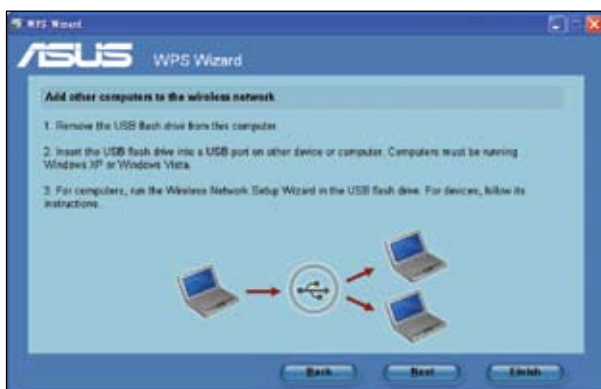 WPS Wizard
ASUS WPS Wizard
Add other computers to the wireless network
1. Remove the USB flash drive from this computer
2. Insert the USB flash drive into a USB port on other device or computer. Computers must be running
Windows XP or Windows Vista.
3. For computers, run the Wireless Network Setup Wizard in the USB flash drive. For devices, follow its
instructions.
Back Next Finish